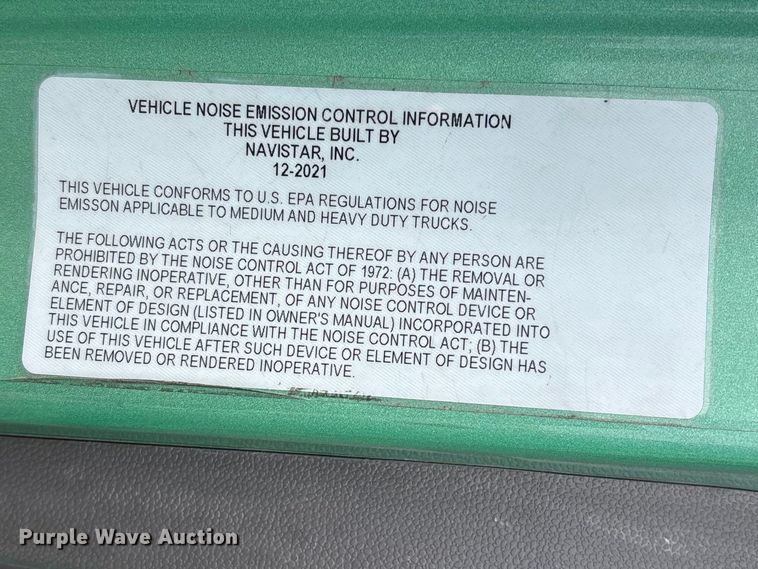 VEHICLE NOISE EMISSION CONTROL INFORMATION
THIS VEHICLE BUILT BY
NAVISTAR, INC.
12-2021
THIS VEHICLE CONFORMS TO U.S. EPA REGULATIONS FOR NOISE
EMISSON APPLICABLE TO MEDIUM AND HEAVY DUTY TRUCKS.
THE FOLLOWING ACTS OR THE CAUSING THEREOF BY ANY PERSON ARE
PROHIBITED BY THE NOISE CONTROL ACT OF 1972: (A) THE REMOVAL OR
RENDERING INOPERATIVE, OTHER THAN FOR PURPOSES OF MAINTEN-
ANCE, REPAIR, OR REPLACEMENT, OF ANY NOISE CONTROL DEVICE OR
ELEMENT OF DESIGN (LISTED IN OWNER'S MANUAL) INCORPORATED INTO
THIS VEHICLE IN COMPLIANCE WITH THE NOISE CONTROL ACT; (B) THE
USE OF THIS VEHICLE AFTER SUCH DEVICE OR ELEMENT OF DESIGN HAS
BEEN REMOVED OR RENDERED INOPERATIVE.
Purple Wave Auction